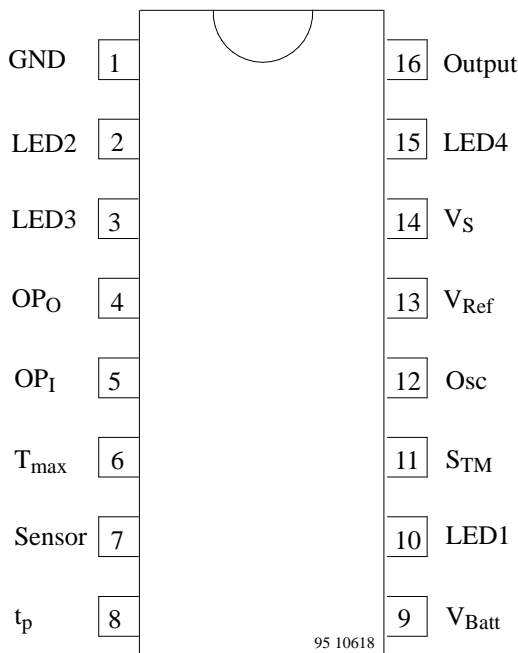 GND 1 16 Output
LED2 2 15 LED4
LED3 3 14 VS
OPO 4 13 VRef
OPI 5 12 Osc
Tmax 6 11 STM
Sensor 7 10 LED1
tp 8 9 VBatt
95 10618